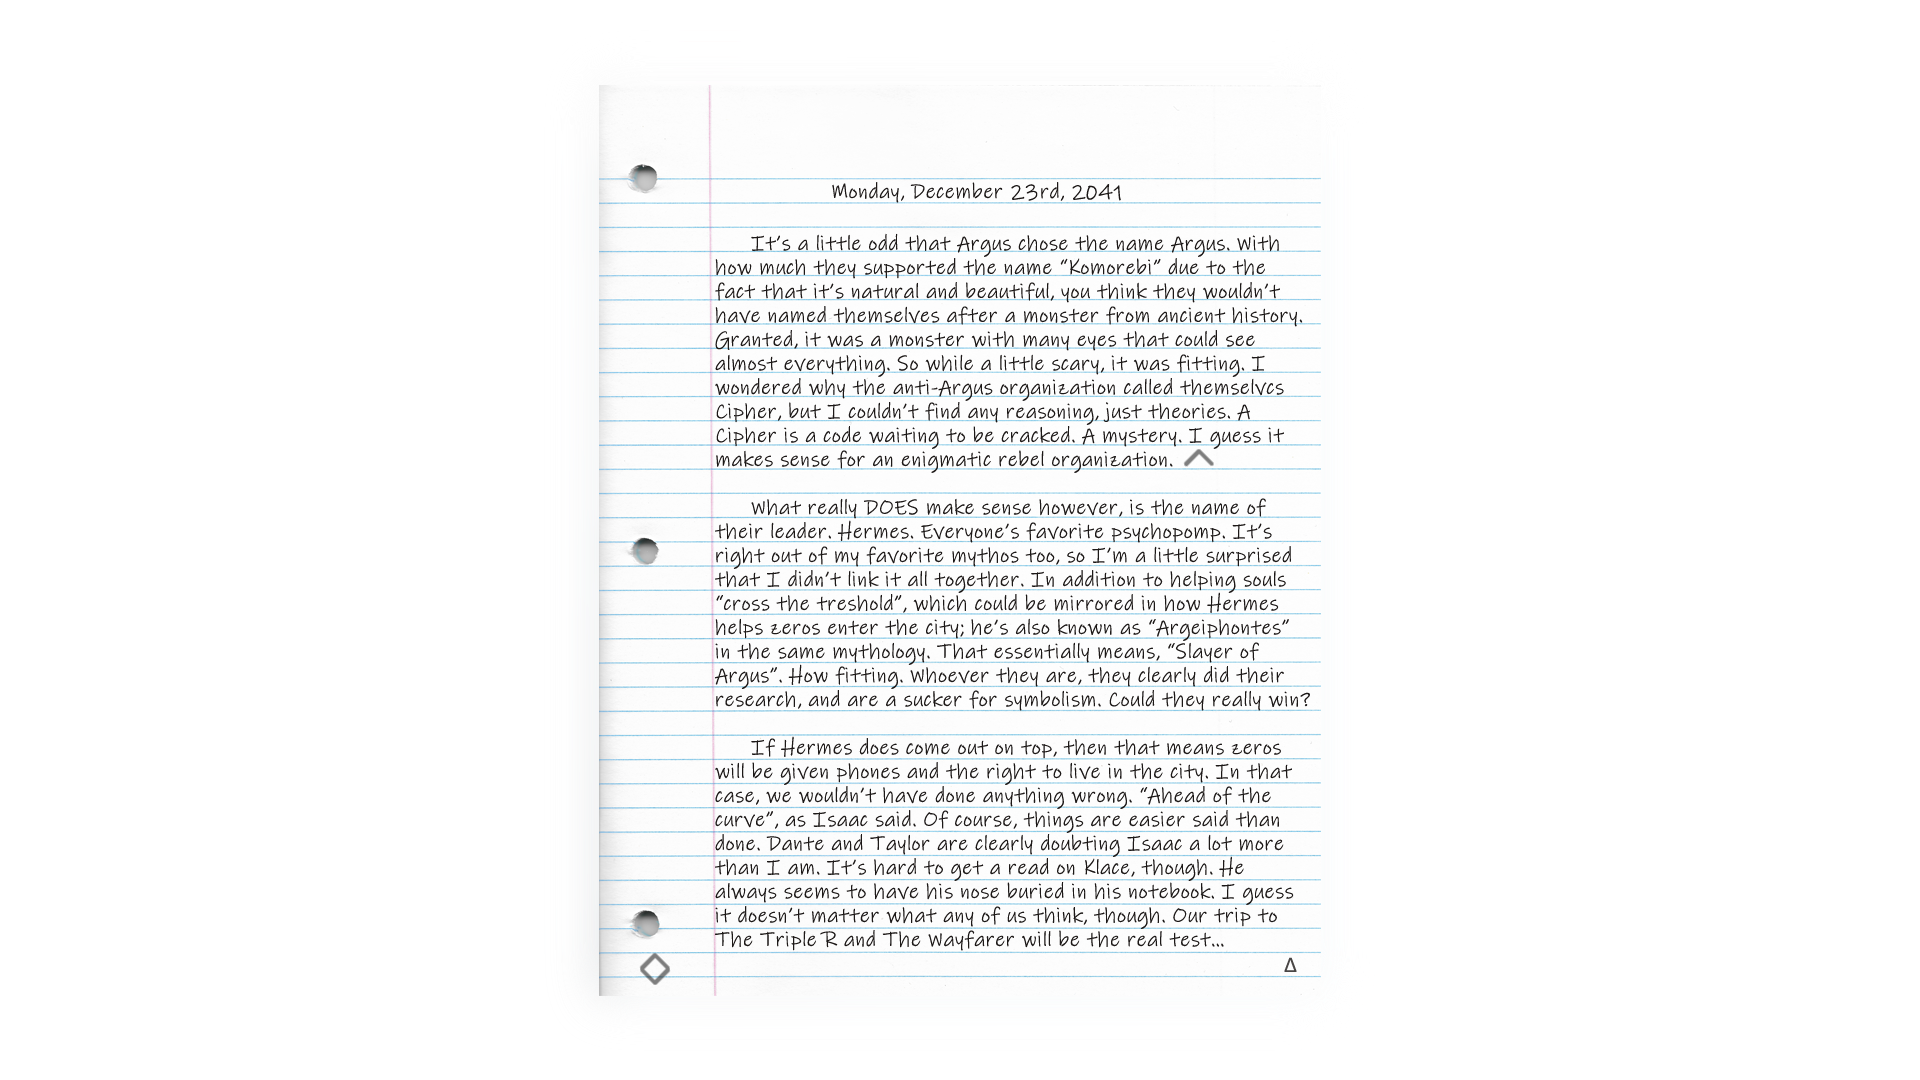 Monday, December 23rd, 2041
It's a little odd that Argus chose the name Argus. With
how much they supported the name "Komorebi" due to the
fact that it's natural and beautiful, you think they wouldn't
have named themselves after a monster from ancient history.
Granted, it was a monster with many eyes that could see
almost everything. So while a little scary, it was fitting. I
wondered why the anti-Argus organization called themselvcs
Cipher, but I couldn't find any reasoning, just theories. A
Cipher is a code waiting to be cracked. A mystery. I guess it
makes sense for an enigmatic rebel organization.
What really DOES make sense however, is the name of
their leader. Hermes. Everyone's favorite psychopomp. It's
right out of my favorite mythos too, so I'm a little surprised
that I didn't link it all together. In addition to helping souls
"cross the treshold", which could be mirrored in how Hermes
helps zeros enter the city; he's also known as "Argeiphontes"
in the same mythology. That essentially means, "Slayer of
Argus". How fitting. Whoever they are, they clearly did their
research, and are a sucker for symbolism. Could they really win?
If Hermes does come out on top, then that means zeros
will be given phones and the right to live in the city. In that
case, we wouldn't have done anything wrong. "Ahead of the
curve", as Isaac said. Of course, things are easier said than
done. Dante and Taylor are clearly doubting Isaac a lot more
than I am. It's hard to get a read on Klace, though. He
always seems to have his nose buried in his notebook. I guess
it doesn't matter what any of us think, though. Our trip to
The Triple R and The Wayfarer will be the real test...
Δ